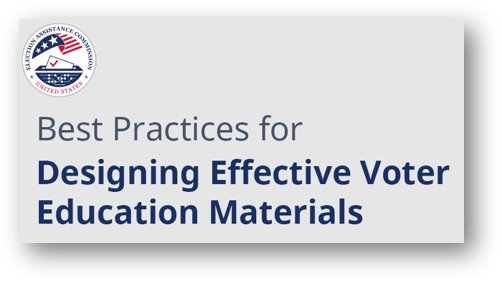 ELECTION ASSISTANCE COMMISSION
UNITED STATES
Best Practices for
Designing Effective Voter
Education Materials